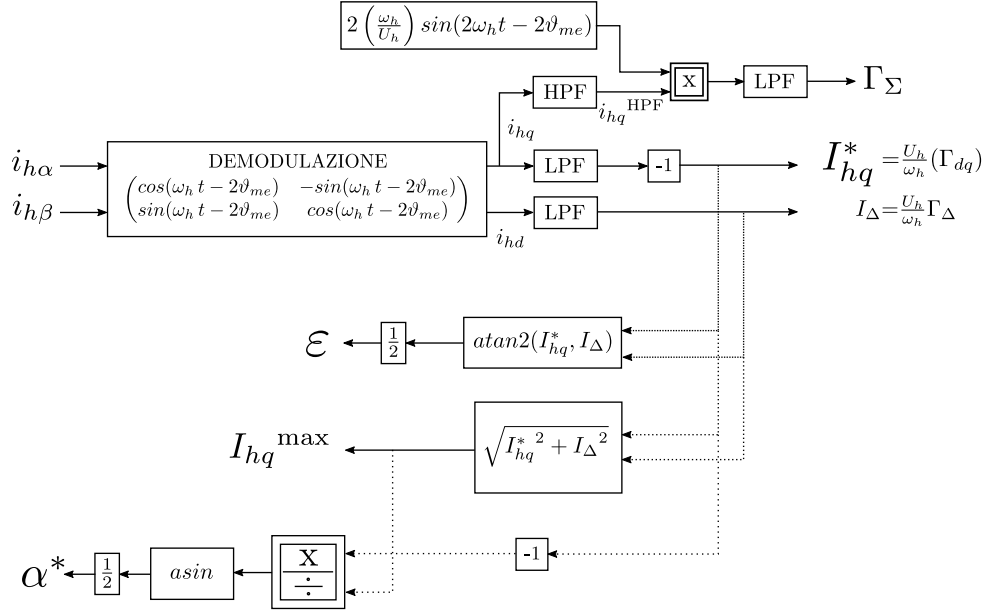 2 (ω_h/U_h) sin(2ω_h t − 2ϑ_me)
x
LPF
Γ_Σ
HPF
i_hq^HPF
i_hq
i_hα
i_hβ
DEMODULAZIONE
(cos(ω_h t − 2ϑ_me) −sin(ω_h t − 2ϑ_me)
sin(ω_h t − 2ϑ_me) cos(ω_h t − 2ϑ_me))
LPF
-1
I*_hq = U_h/ω_h (Γ_dq)
LPF
I_Δ = U_h/ω_h Γ_Δ
i_hd
ε
1/2
atan2(I*_hq, I_Δ)
I_hq^max
√(I*_hq² + I_Δ²)
α*
1/2
asin
X
÷
-1